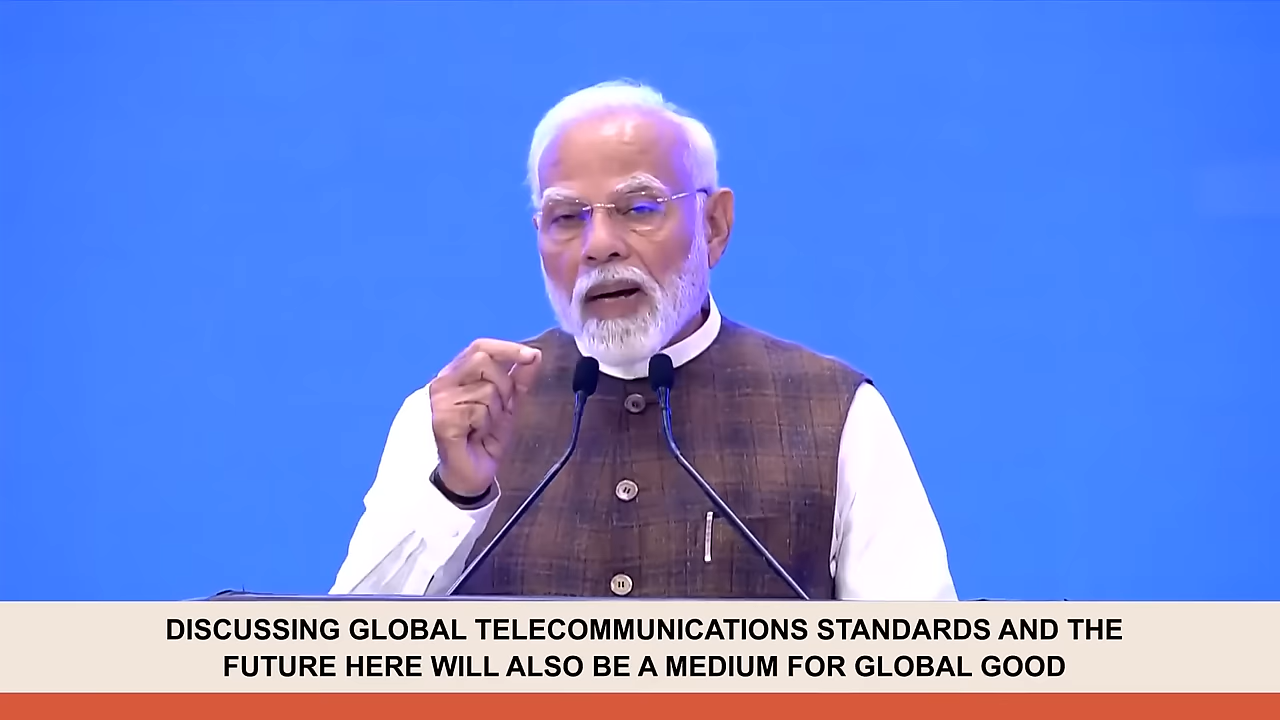 DISCUSSING GLOBAL TELECOMMUNICATIONS STANDARDS AND THE
FUTURE HERE WILL ALSO BE A MEDIUM FOR GLOBAL GOOD